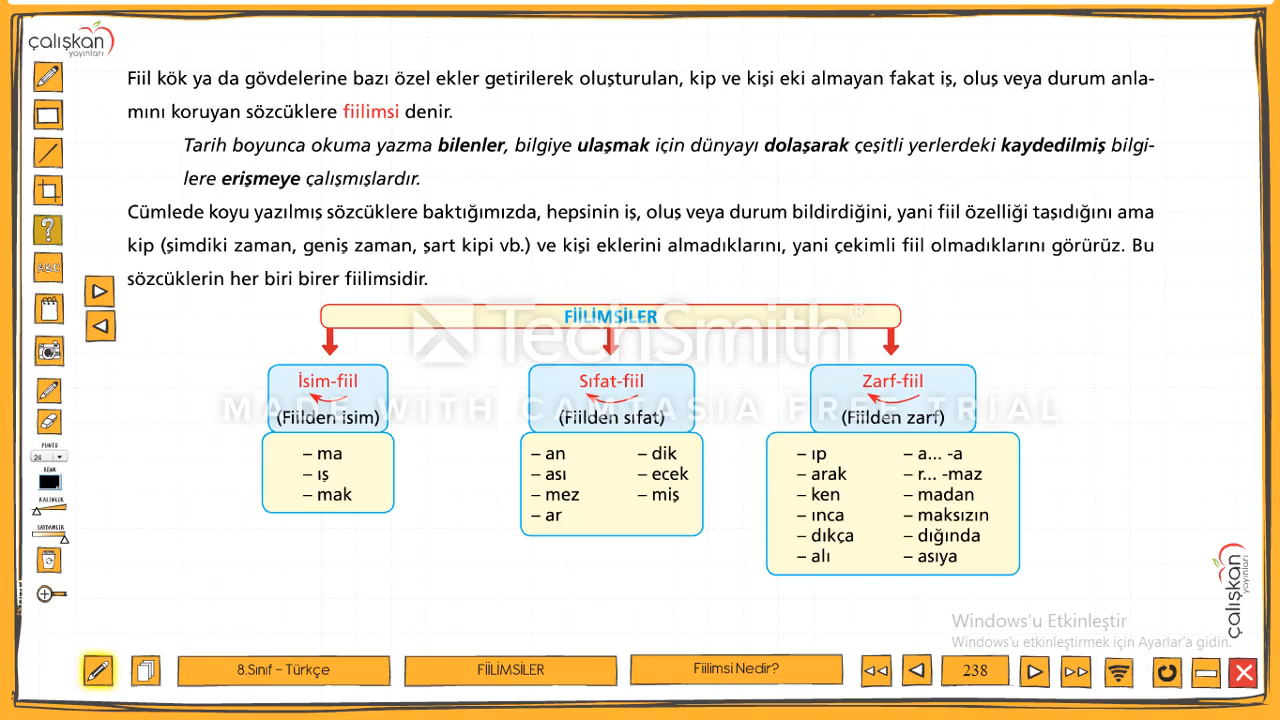 çalışkan
yayınları
Fiil kök ya da gövdelerine bazı özel ekler getirilerek oluşturulan, kip ve kişi eki almayan fakat iş, oluş veya durum anla-
mını koruyan sözcüklere fiilimsi denir.
Tarih boyunca okuma yazma bilenler, bilgiye ulaşmak için dünyayı dolaşarak çeşitli yerlerdeki kaydedilmiş bilgi-
lere erişmeye çalışmışlardır.
Cümlede koyu yazılmış sözcüklere baktığımızda, hepsinin iş, oluş veya durum bildirdiğini, yani fiil özelliği taşıdığını ama
kip (şimdiki zaman, geniş zaman, şart kipi vb.) ve kişi eklerini almadıklarını, yani çekimli fiil olmadıklarını görürüz. Bu
sözcüklerin her biri birer fiilimsidir.
FİİLİMSİLER
TechSmith®
MADE WITH CAMTASIA FREE TRIAL
İsim-fiil
(Fiilden isim)
– ma
– ış
– mak
Sıfat-fiil
(Fiilden sıfat)
– an – dik
– ası – ecek
– mez – miş
– ar
Zarf-fiil
(Fiilden zarf)
– ıp – a... -a
– arak – r... -maz
– ken – madan
– ınca – maksızın
– dıkça – dığında
– alı – asıya
ABC
PUNTO
24
RENK
KALINLIK
SAYDAMLIK
çalışkan
yayınları
Windows'u Etkinleştir
Windows'u etkinleştirmek için Ayarlar'a gidin.
8.Sınıf – Türkçe
FİİLİMSİLER
Fiilimsi Nedir?
238